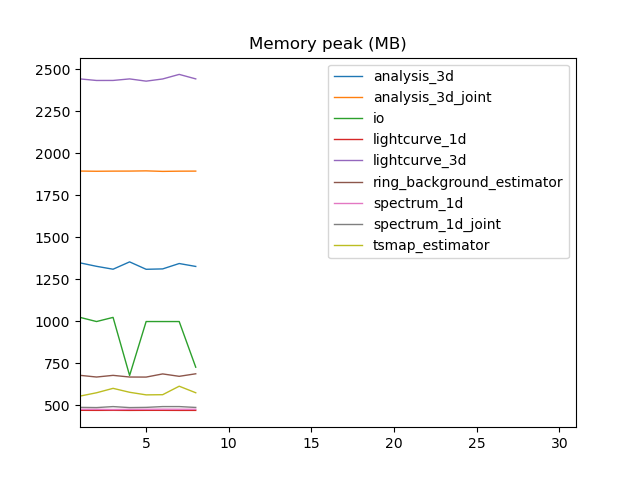 Memory peak (MB)
2500
2250
2000
1750
1500
1250
1000
750
500
5
10
15
20
25
30
analysis_3d
analysis_3d_joint
io
lightcurve_1d
lightcurve_3d
ring_background_estimator
spectrum_1d
spectrum_1d_joint
tsmap_estimator